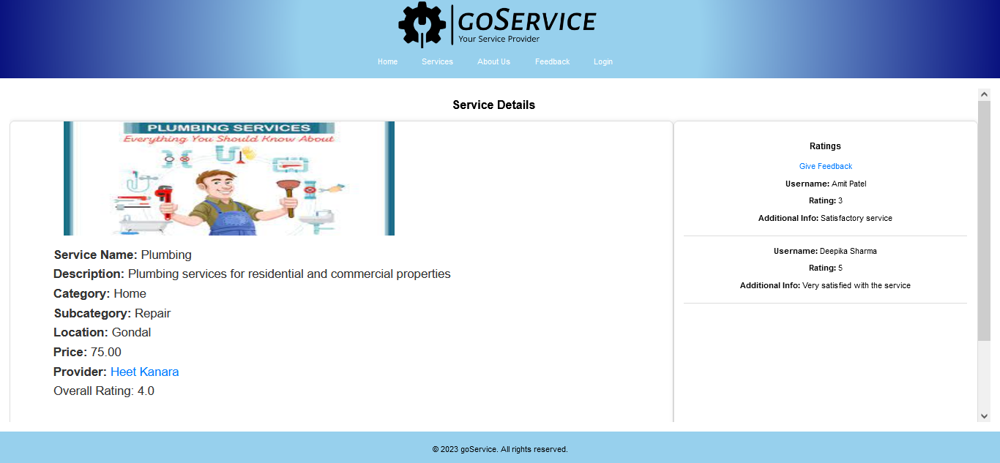 goService
Your Service Provider
Home Services About Us Feedback Login
Service Details
PLUMBING SERVICES
Everything You Should Know About
Service Name: Plumbing
Description: Plumbing services for residential and commercial properties
Category: Home
Subcategory: Repair
Location: Gondal
Price: 75.00
Provider: Heet Kanara
Overall Rating: 4.0
Ratings
Give Feedback
Username: Amit Patel
Rating: 3
Additional Info: Satisfactory service
Username: Deepika Sharma
Rating: 5
Additional Info: Very satisfied with the service
© 2023 goService. All rights reserved.